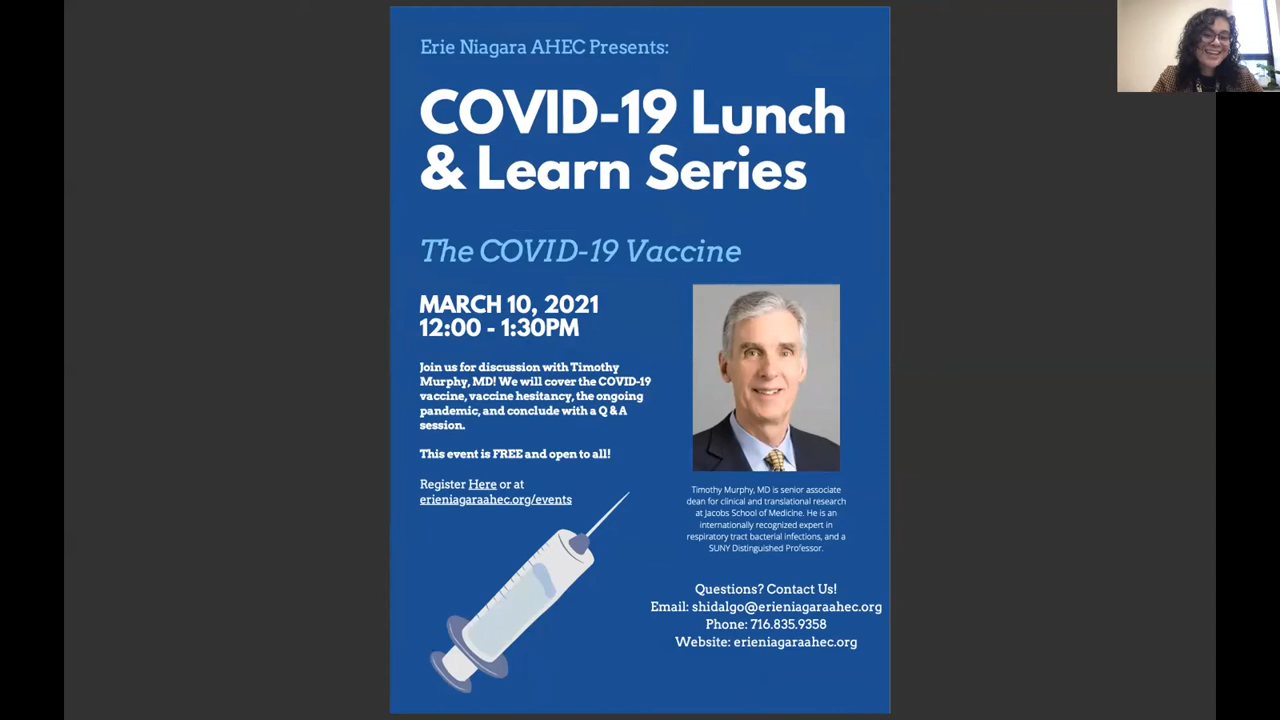 Erie Niagara AHEC Presents:
COVID-19 Lunch
& Learn Series
The COVID-19 Vaccine
MARCH 10, 2021
12:00 - 1:30PM
Join us for discussion with Timothy
Murphy, MD! We will cover the COVID-19
vaccine, vaccine hesitancy, the ongoing
pandemic, and conclude with a Q & A
session.
This event is FREE and open to all!
Register Here or at
erieniagaraahec.org/events
Timothy Murphy, MD is senior associate
dean for clinical and translational research
at Jacobs School of Medicine. He is an
internationally recognized expert in
respiratory tract bacterial infections, and a
SUNY Distinguished Professor.
Questions? Contact Us!
Email: shidalgo@erieniagaraahec.org
Phone: 716.835.9358
Website: erieniagaraahec.org